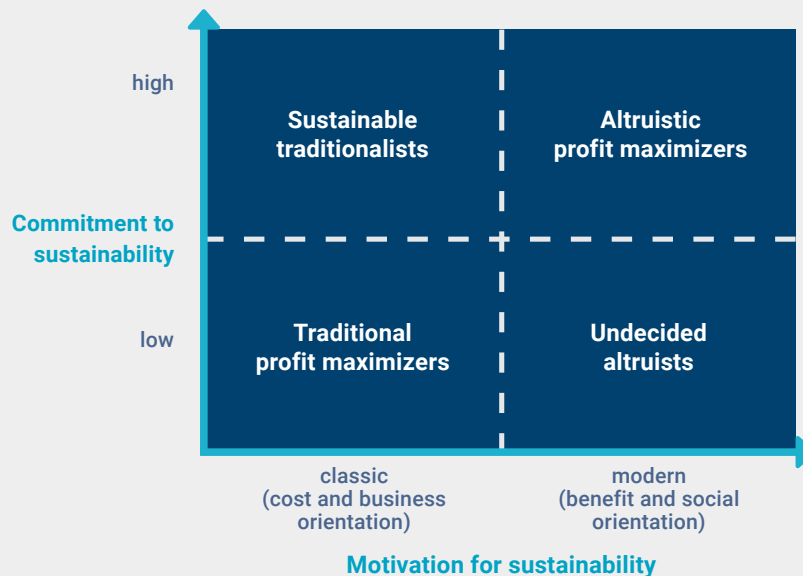 high
Sustainable
traditionalists
Altruistic
profit maximizers
Commitment to
sustainability
low
Traditional
profit maximizers
Undecided
altruists
classic
(cost and business
orientation)
modern
(benefit and social
orientation)
Motivation for sustainability